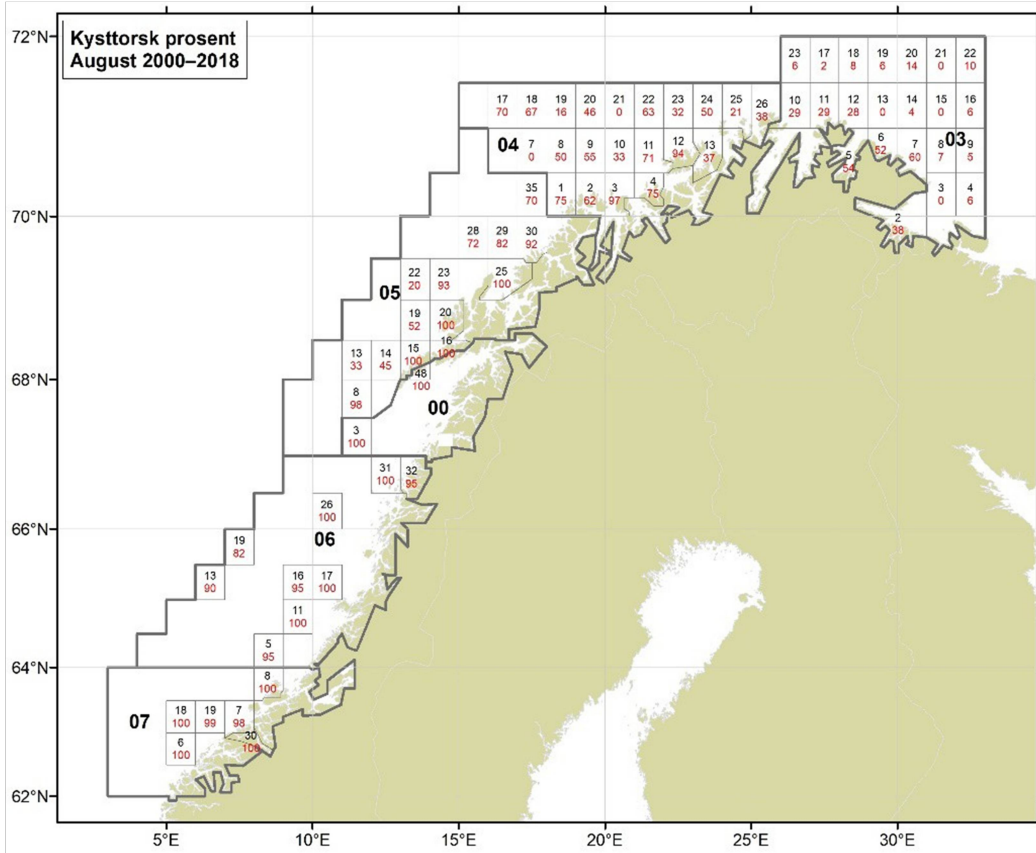 Kysttorsk prosent
August 2000–2018
72°N
23 17 18 19 20 21 22
6 2 8 6 14 0 10
17 18 19 20 21 22 23 24 25 26 10 11 12 13 14 15 16
70 67 16 46 0 63 32 50 21 38 29 29 28 0 4 0 6
04 7 8 9 10 11 12 13 5 6 7 8 03 9
0 50 55 33 71 94 37 54 52 60 7 5
35 1 2 3 4 3 4
70 75 62 97 75 0 6
70°N
2
38
28 29 30
72 82 92
22 23 25
20 93 100
05
19 20
52 100
13 14 15 16
33 45 100 100
48
100
68°N
8
98
00
3
100
31 32
100 95
26
100
66°N
06
19
82
13 16 17
90 95 100
11
100
5
95
64°N
8
100
07
18 19 7
100 99 98
30
100
6
100
62°N
5°E 10°E 15°E 20°E 25°E 30°E